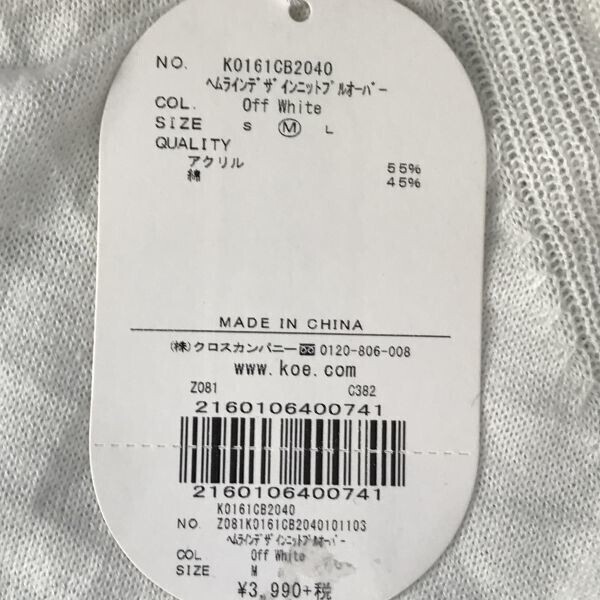 NO. K0161CB2040
ﾍﾑﾗｲﾝﾃﾞｻﾞｲﾝﾆｯﾄﾌﾟﾙｵｰﾊﾞｰ
COL. Off White
SIZE S M L
QUALITY
アクリル 55%
綿 45%
MADE IN CHINA
(株)クロスカンパニー 0120-806-008
www.koe.com
Z081 C382
2160106400741
2160106400741
K0161CB2040
NO. Z081K0161CB2040101103
ﾍﾑﾗｲﾝﾃﾞｻﾞｲﾝﾆｯﾄﾌﾟﾙｵｰﾊﾞｰ
COL Off White
SIZE M
¥3,990+税